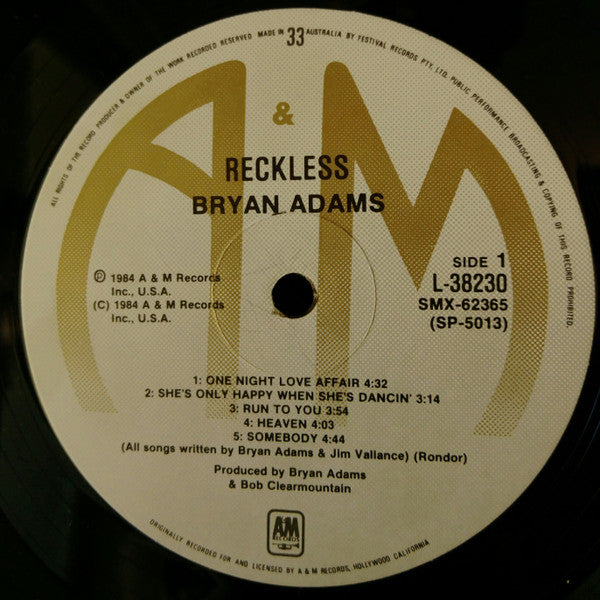 ALL RIGHTS OF THE RECORD PRODUCER & OWNER OF THE WORK RECORDED RESERVED MADE IN 33 AUSTRALIA BY FESTIVAL RECORDS PTY. LTD. PUBLIC PERFORMANCE BROADCASTING & COPYING OF THIS RECORD PROHIBITED.
A & M
RECKLESS
BRYAN ADAMS
SIDE 1
L-38230
SMX-62365
(SP-5013)
Ⓟ 1984 A & M Records
Inc., U.S.A.
(C) 1984 A & M Records
Inc., U.S.A.
1: ONE NIGHT LOVE AFFAIR 4:32
2: SHE'S ONLY HAPPY WHEN SHE'S DANCIN' 3:14
3: RUN TO YOU 3:54
4: HEAVEN 4:03
5: SOMEBODY 4:44
(All songs written by Bryan Adams & Jim Vallance) (Rondor)
Produced by Bryan Adams
& Bob Clearmountain
A&M
RECORDS
ORIGINALLY RECORDED FOR AND LICENSED BY A & M RECORDS, HOLLYWOOD CALIFORNIA